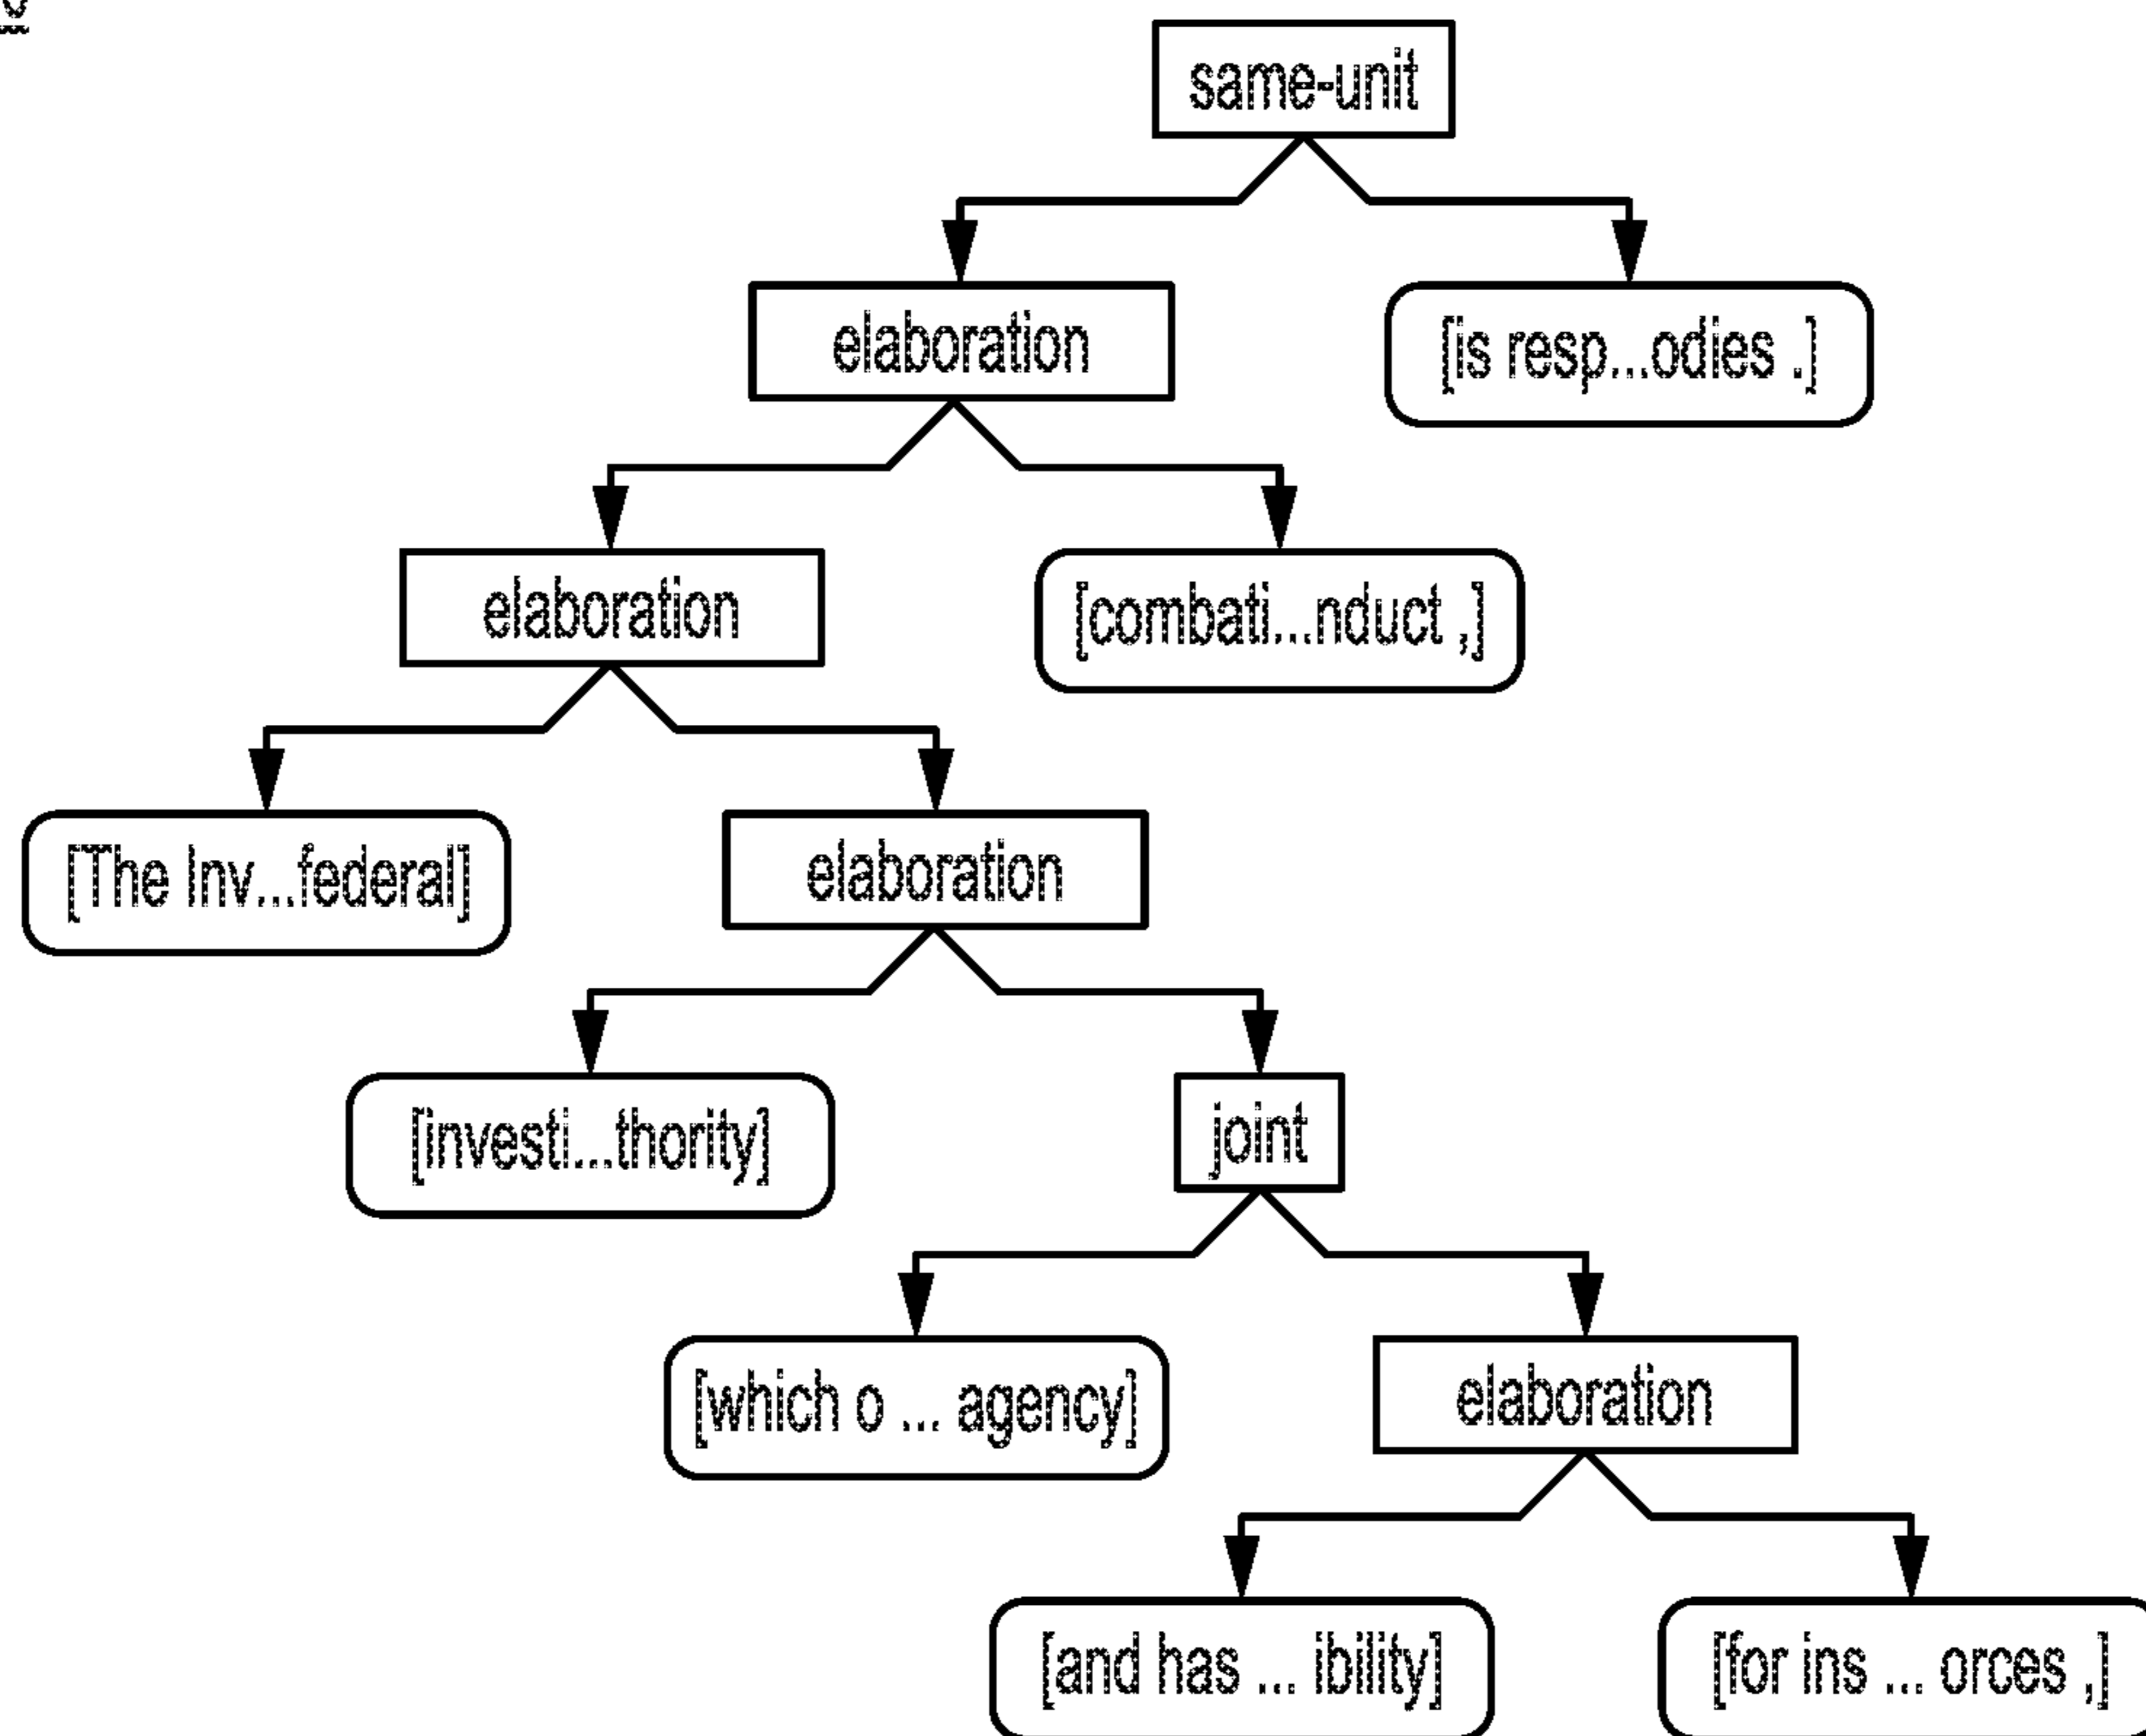 same-unit
elaboration
[is resp...odies .]
elaboration
[combati...nduct ,]
[The Inv...federal]
elaboration
[investi...thority]
joint
[which o ... agency]
elaboration
[and has ... ibility]
[for ins ... orces ,]